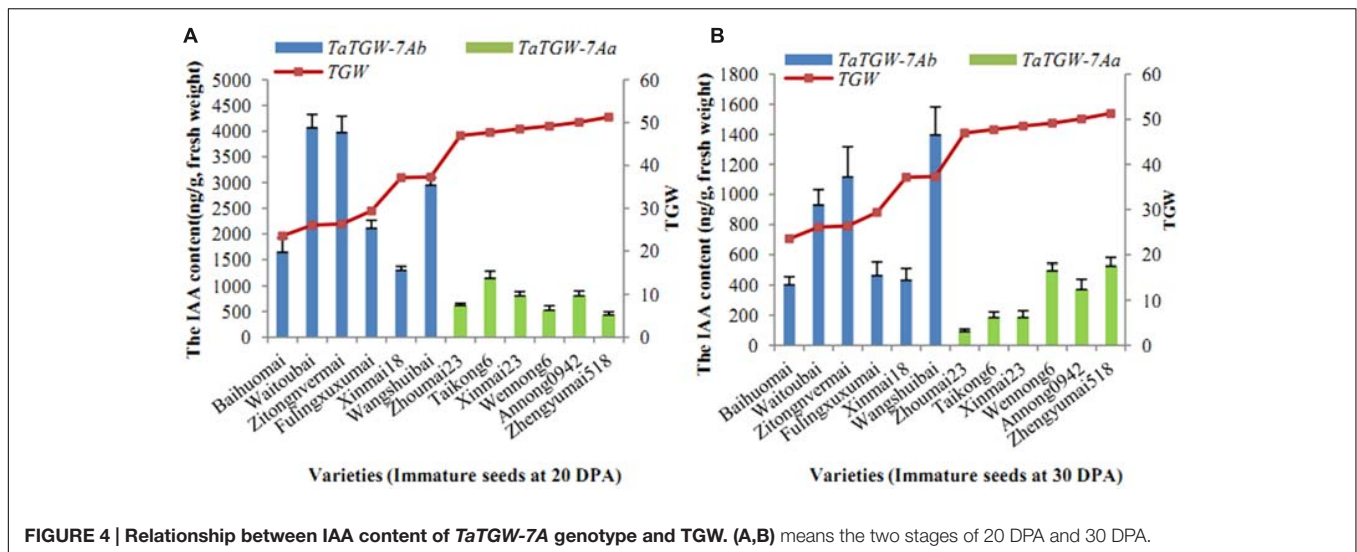 A
TaTGW-7Ab
TaTGW-7Aa
TGW
The IAA content(ng/g, fresh weight)
5000
4500
4000
3500
3000
2500
2000
1500
1000
500
0
60
50
40
30
20
10
0
TGW
Baihuomai
Waitoubai
Zitongnvermai
Fulingxuxumai
Xinmai18
Wangshuibai
Zhoumai23
Taikong6
Xinmai23
Wennong6
Annong0942
Zhengyumai518
Varieties (Immature seeds at 20 DPA)
B
TaTGW-7Ab
TaTGW-7Aa
TGW
The IAA content (ng/g, fresh weight)
1800
1600
1400
1200
1000
800
600
400
200
0
60
50
40
30
20
10
0
TGW
Baihuomai
Waitoubai
Zitongnvermai
Fulingxuxumai
Xinmai18
Wangshuibai
Zhoumai23
Taikong6
Xinmai23
Wennong6
Annong0942
Zhengyumai518
Varieties (Immature seeds at 30 DPA)
FIGURE 4 | Relationship between IAA content of TaTGW-7A genotype and TGW. (A,B) means the two stages of 20 DPA and 30 DPA.